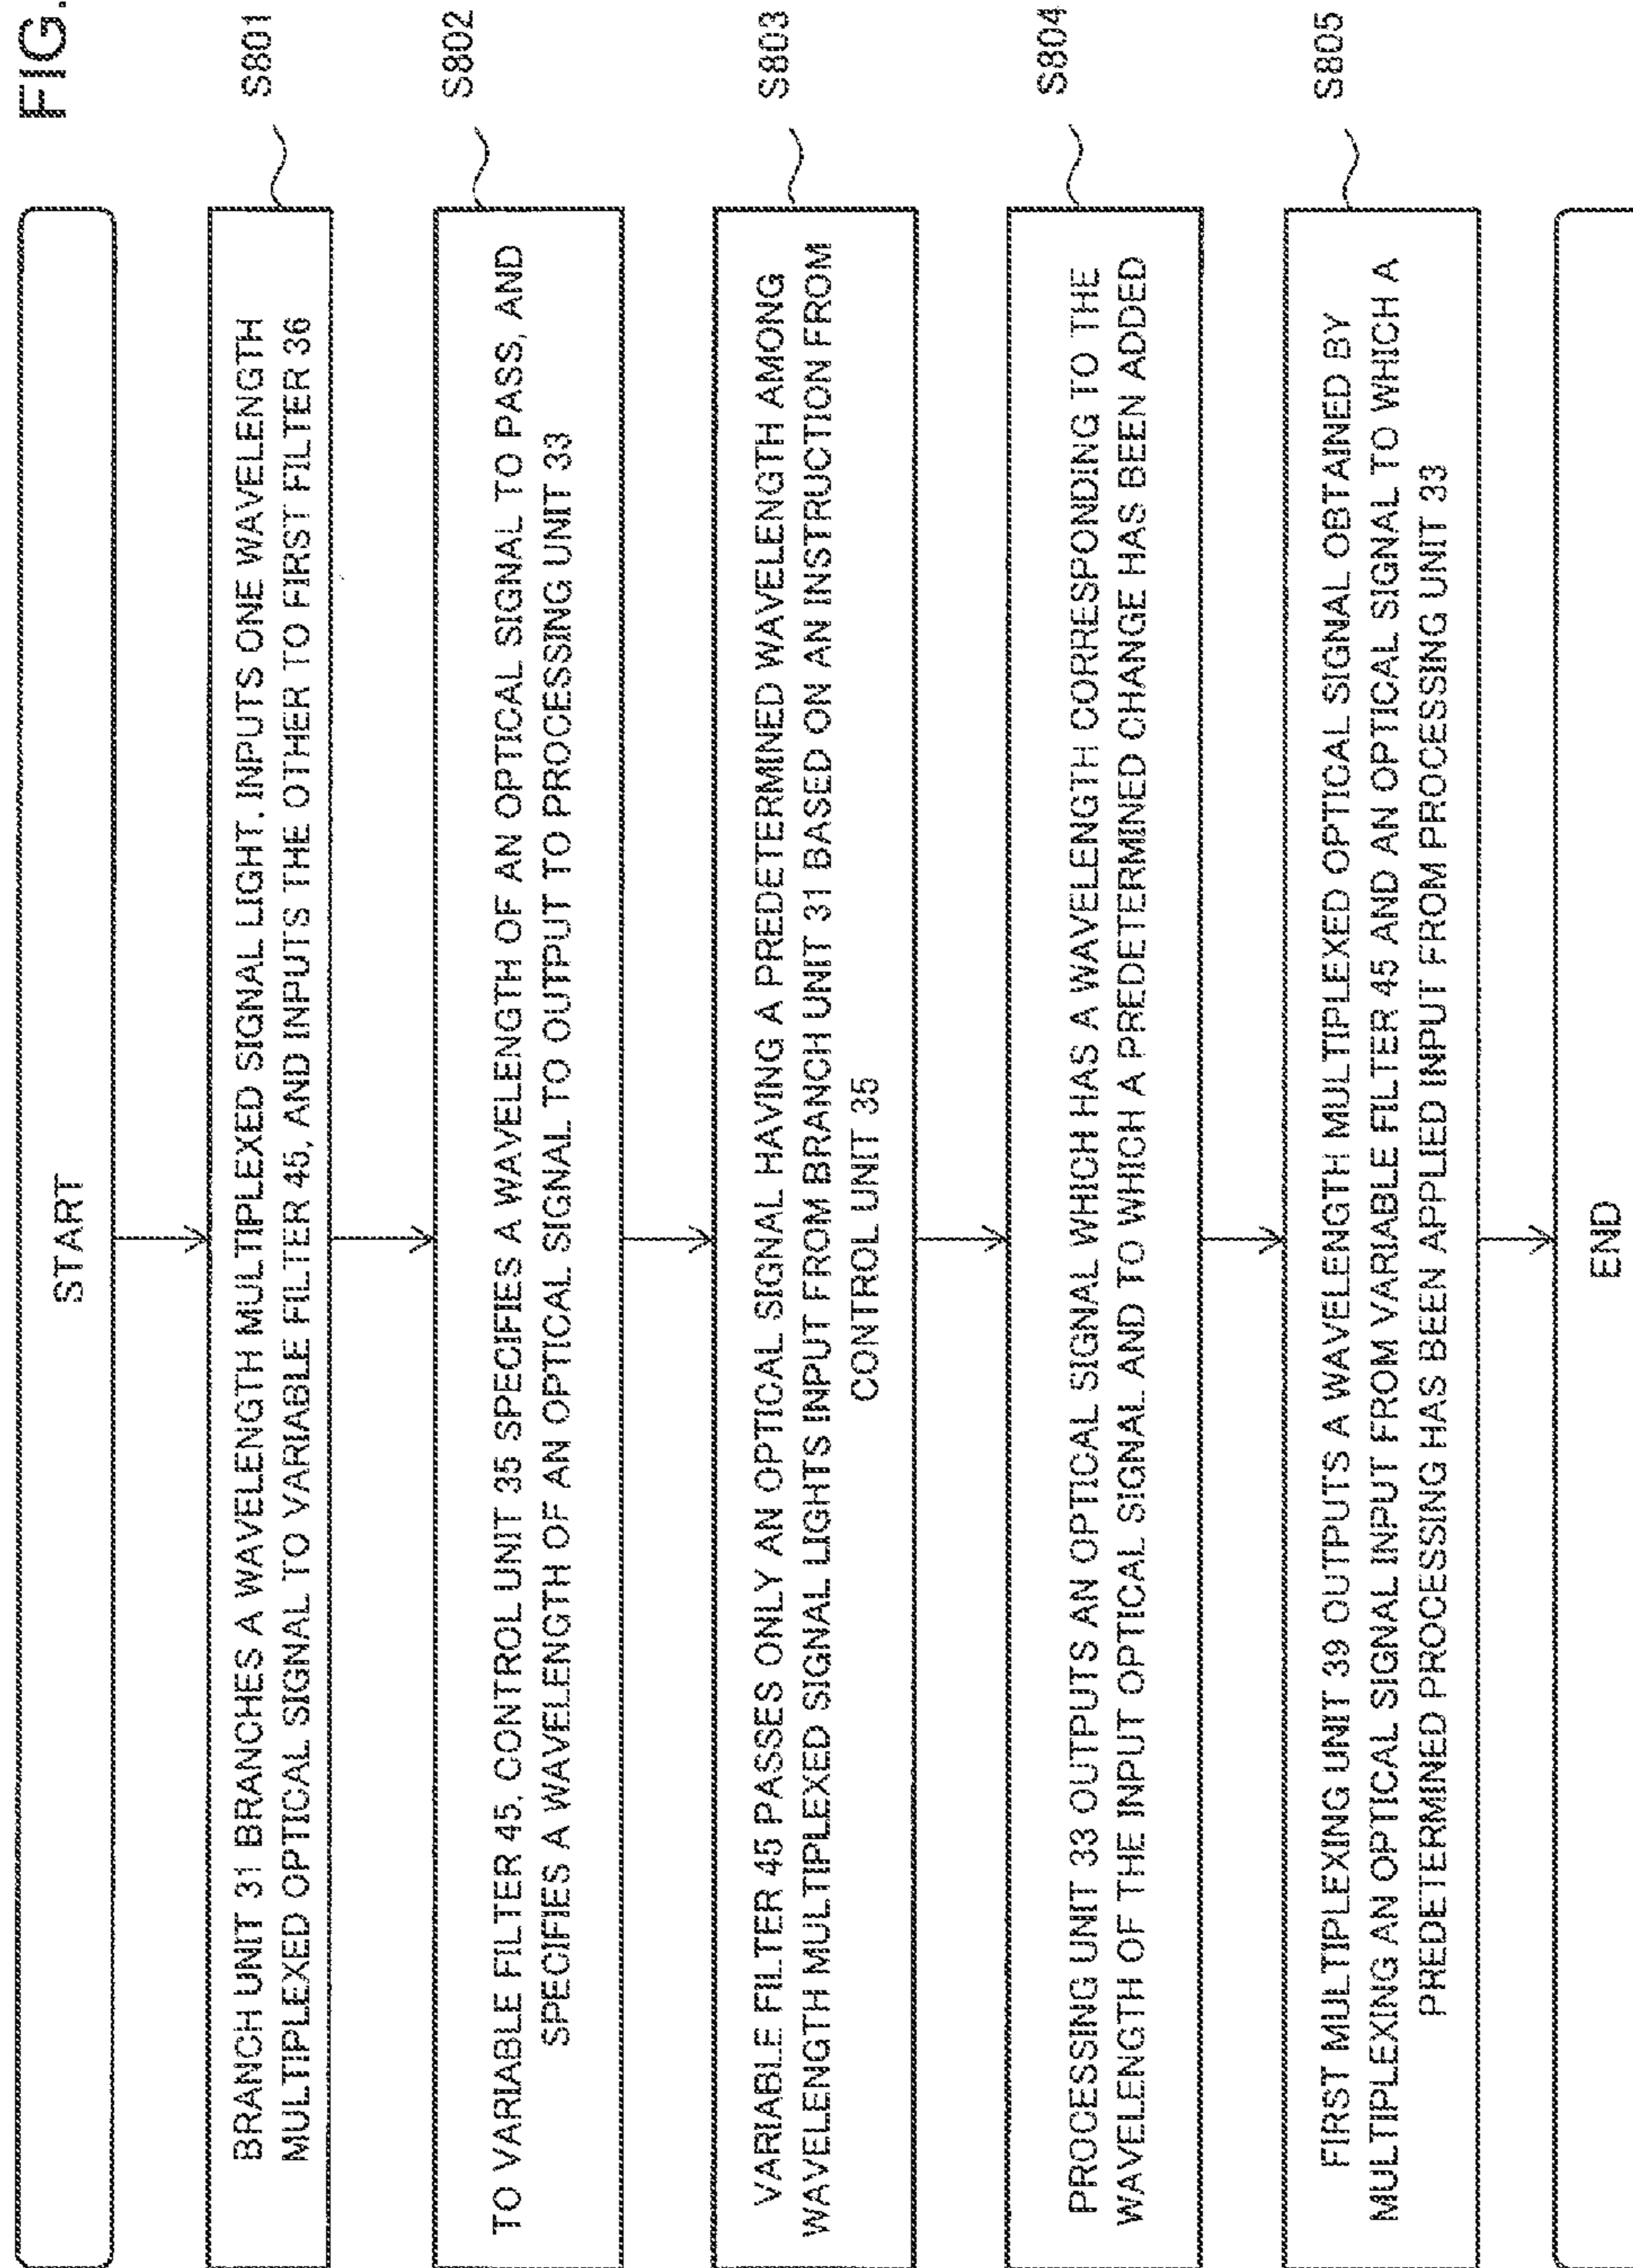 FIG.
START
BRANCH UNIT 31 BRANCHES A WAVELENGTH MULTIPLEXED SIGNAL LIGHT, INPUTS ONE WAVELENGTH
MULTIPLEXED OPTICAL SIGNAL TO VARIABLE FILTER 45, AND INPUTS THE OTHER TO FIRST FILTER 36
S801
TO VARIABLE FILTER 45, CONTROL UNIT 35 SPECIFIES A WAVELENGTH OF AN OPTICAL SIGNAL TO PASS, AND
SPECIFIES A WAVELENGTH OF AN OPTICAL SIGNAL TO OUTPUT TO PROCESSING UNIT 33
S802
VARIABLE FILTER 45 PASSES ONLY AN OPTICAL SIGNAL HAVING A PREDETERMINED WAVELENGTH AMONG
WAVELENGTH MULTIPLEXED SIGNAL LIGHTS INPUT FROM BRANCH UNIT 31 BASED ON AN INSTRUCTION FROM
CONTROL UNIT 35
S803
PROCESSING UNIT 33 OUTPUTS AN OPTICAL SIGNAL WHICH HAS A WAVELENGTH CORRESPONDING TO THE
WAVELENGTH OF THE INPUT OPTICAL SIGNAL AND TO WHICH A PREDETERMINED CHANGE HAS BEEN ADDED
S804
FIRST MULTIPLEXING UNIT 39 OUTPUTS A WAVELENGTH MULTIPLEXED OPTICAL SIGNAL OBTAINED BY
MULTIPLEXING AN OPTICAL SIGNAL INPUT FROM VARIABLE FILTER 45 AND AN OPTICAL SIGNAL TO WHICH A
PREDETERMINED PROCESSING HAS BEEN APPLIED INPUT FROM PROCESSING UNIT 33
S805
END